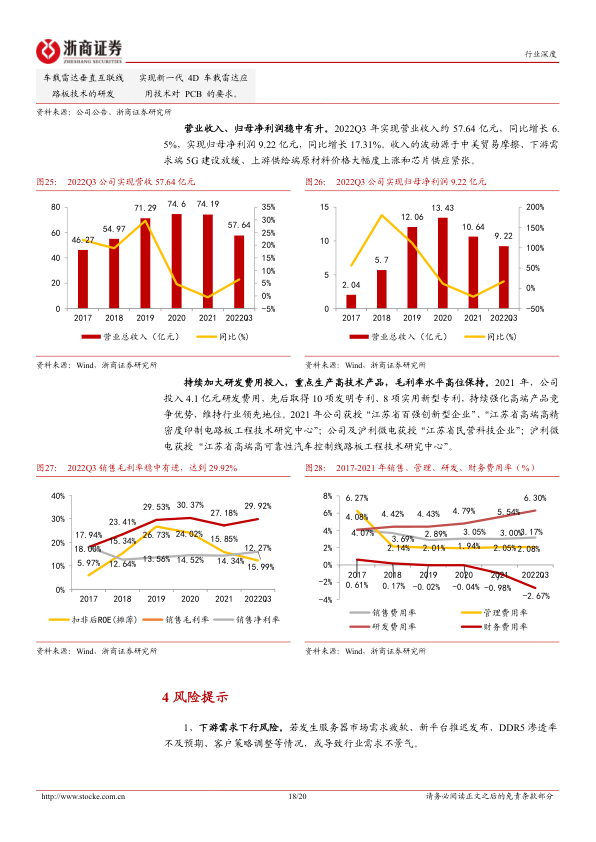 浙商证券
ZHESHANG SECURITIES
行业深度
车载雷达垂直互联线 实现新一代 4D 车载雷达应
路板技术的研发 用技术对 PCB 的要求。
资料来源：公司公告、浙商证券研究所
营业收入、归母净利润稳中有升。2022Q3 年实现营业收入约 57.64 亿元，同比增长 6.
5%，实现归母净利润 9.22 亿元，同比增长 17.31%。收入的波动源于中美贸易摩擦，下游需
求端 5G 建设放缓、上游供给端原材料价格大幅度上涨和芯片供应紧张。
图25： 2022Q3 公司实现营收 57.64 亿元
80
60
40
20
0
46.27
54.97
71.29
74.6
74.19
57.64
35%
30%
25%
20%
15%
10%
5%
0%
-5%
2017 2018 2019 2020 2021 2022Q3
营业总收入（亿元） 同比(%)
资料来源：Wind，浙商证券研究所
图26： 2022Q3 公司实现归母净利润 9.22 亿元
15
10
5
0
2.04
5.7
12.06
13.43
10.64
9.22
200%
150%
100%
50%
0%
-50%
2017 2018 2019 2020 2021 2022Q3
营业总收入（亿元） 同比(%)
资料来源：Wind，浙商证券研究所
持续加大研发费用投入，重点生产高技术产品，毛利率水平高位保持。2021 年，公司
投入 4.1 亿元研发费用，先后取得 10 项发明专利、8 项实用新型专利，持续强化高端产品竞
争优势，维持行业领先地位。2021 年公司获授 “江苏省百强创新型企业”、“江苏省高端高精
密度印制电路板工程技术研究中心”；公司及沪利微电获授 “江苏省民营科技企业”；沪利微
电获授 “江苏省高端高可靠性汽车控制线路板工程技术研究中心”。
图27： 2022Q3 销售毛利率稳中有进，达到 29.92%
40%
30%
20%
10%
0%
17.94%
23.41%
29.53%
30.37%
27.18%
29.92%
18.00%
15.34%
26.73%
24.02%
15.85%
12.27%
5.97%
12.64%
13.56%
14.52%
14.34%
15.99%
2017 2018 2019 2020 2021 2022Q3
扣非后ROE(摊薄) 销售毛利率 销售净利率
资料来源：Wind，浙商证券研究所
图28： 2017-2021 年销售、管理、研发、财务费用率（%）
8%
6%
4%
2%
0%
-2%
-4%
6.27%
4.08%
4.42%
4.43%
4.79%
5.54%
6.30%
4.07%
3.69%
2.89%
3.05%
3.00%
3.17%
2.14%
2.01%
1.94%
2.05%
2.08%
2017 2018 2019 2020 2021 2022Q3
0.61%
0.17%
-0.02%
-0.04%
-0.98%
-2.67%
销售费用率 管理费用率
研发费用率 财务费用率
资料来源：Wind，浙商证券研究所
4 风险提示
1、下游需求下行风险。若发生服务器市场需求疲软、新平台推迟发布、DDR5 渗透率
不及预期、客户策略调整等情况，或导致行业需求不景气。
http://www.stocke.com.cn 18/20 请务必阅读正文之后的免责条款部分